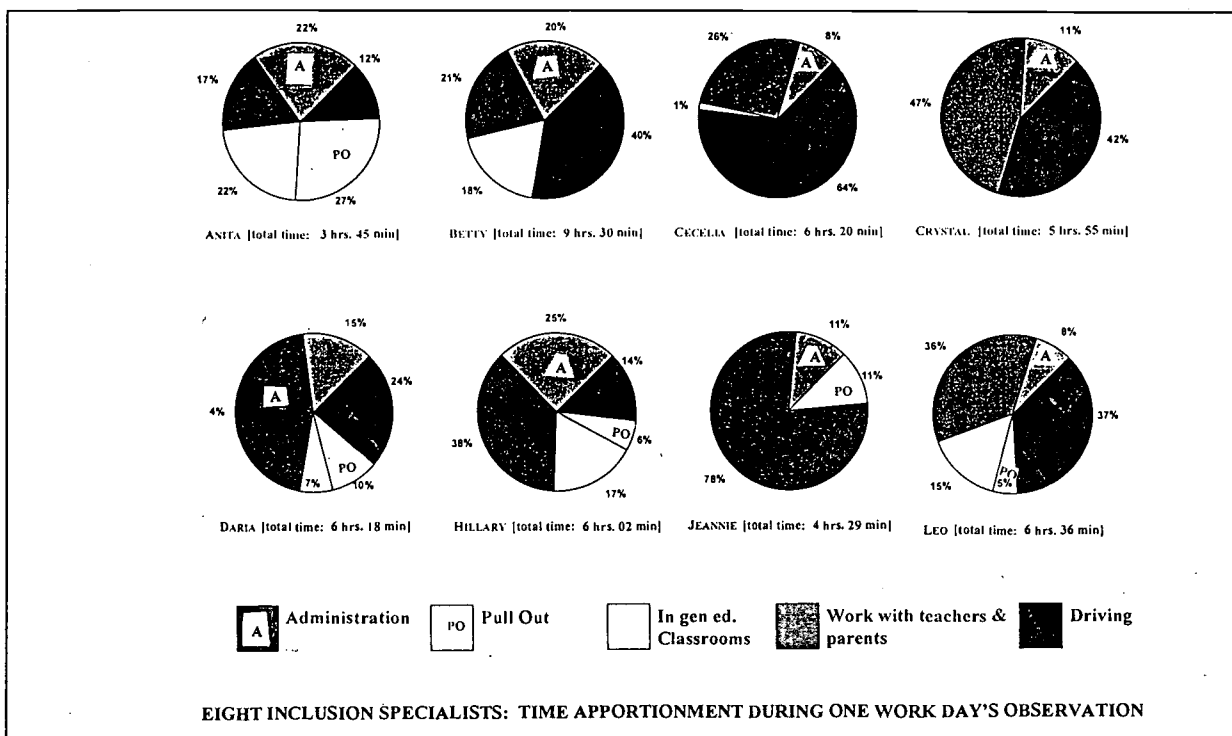 22%
12%
17%
A
PO
22%
27%
ANITA [total time: 3 hrs. 45 min]
20%
21%
A
40%
18%
BETTY [total time: 9 hrs. 30 min]
26%
8%
A
1%
64%
CECELIA [total time: 6 hrs. 20 min]
11%
A
47%
42%
CRYSTAL [total time: 5 hrs. 55 min]
15%
24%
A
4%
PO
7%
10%
DARIA [total time: 6 hrs. 18 min]
25%
14%
A
38%
PO
6%
17%
HILLARY [total time: 6 hrs. 02 min]
11%
A
11%
PO
78%
JEANNIE [total time: 4 hrs. 29 min]
8%
36%
A
37%
15%
PO
5%
LEO [total time: 6 hrs. 36 min]
A
Administration
PO
Pull Out
In gen ed.
Classrooms
Work with teachers &
parents
Driving
EIGHT INCLUSION SPECIALISTS: TIME APPORTIONMENT DURING ONE WORK DAY'S OBSERVATION